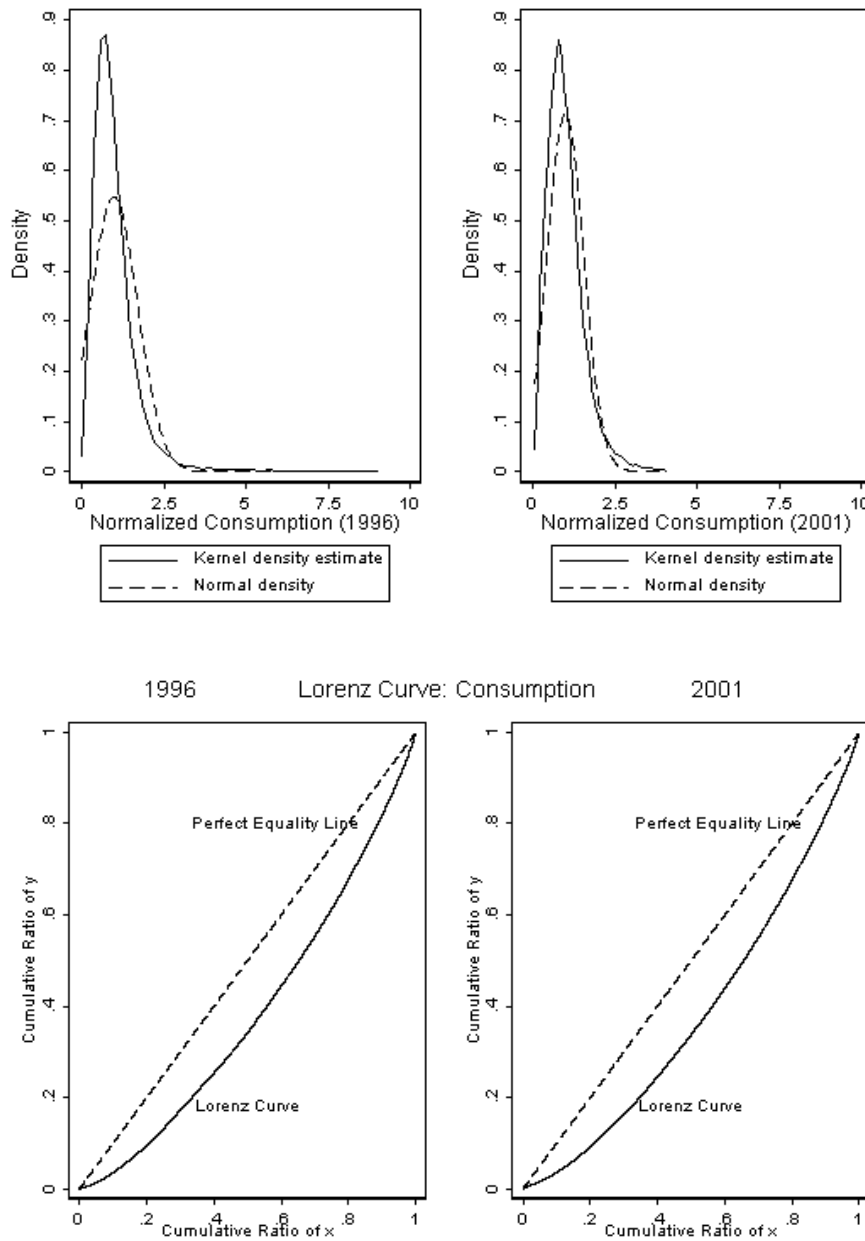 .9
.8
.7
.6
.5
.4
.3
.2
.1
0
Density
0 2.5 5 7.5 10
Normalized Consumption (1996)
Kernel density estimate
Normal density
.9
.8
.7
.6
.5
.4
.3
.2
.1
0
Density
0 2.5 5 7.5 10
Normalized Consumption (2001)
Kernel density estimate
Normal density
1996 Lorenz Curve: Consumption 2001
1
.8
.6
.4
.2
0
Cumulative Ratio of y
Perfect Equality Line
Lorenz Curve
0 .2 .4 .6 .8 1
Cumulative Ratio of x
1
.8
.6
.4
.2
0
Cumulative Ratio of y
Perfect Equality Line
Lorenz Curve
0 .2 .4 .6 .8 1
Cumulative Ratio of x